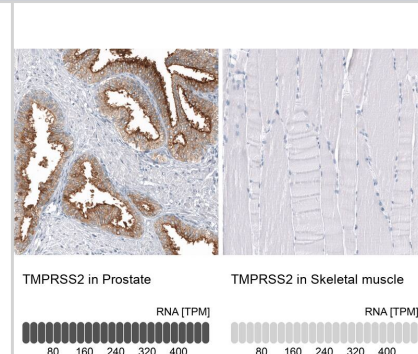 TMPRSS2 in Prostate
RNA [TPM]
80 160 240 320 400
TMPRSS2 in Skeletal muscle
RNA [TPM]
80 160 240 320 400